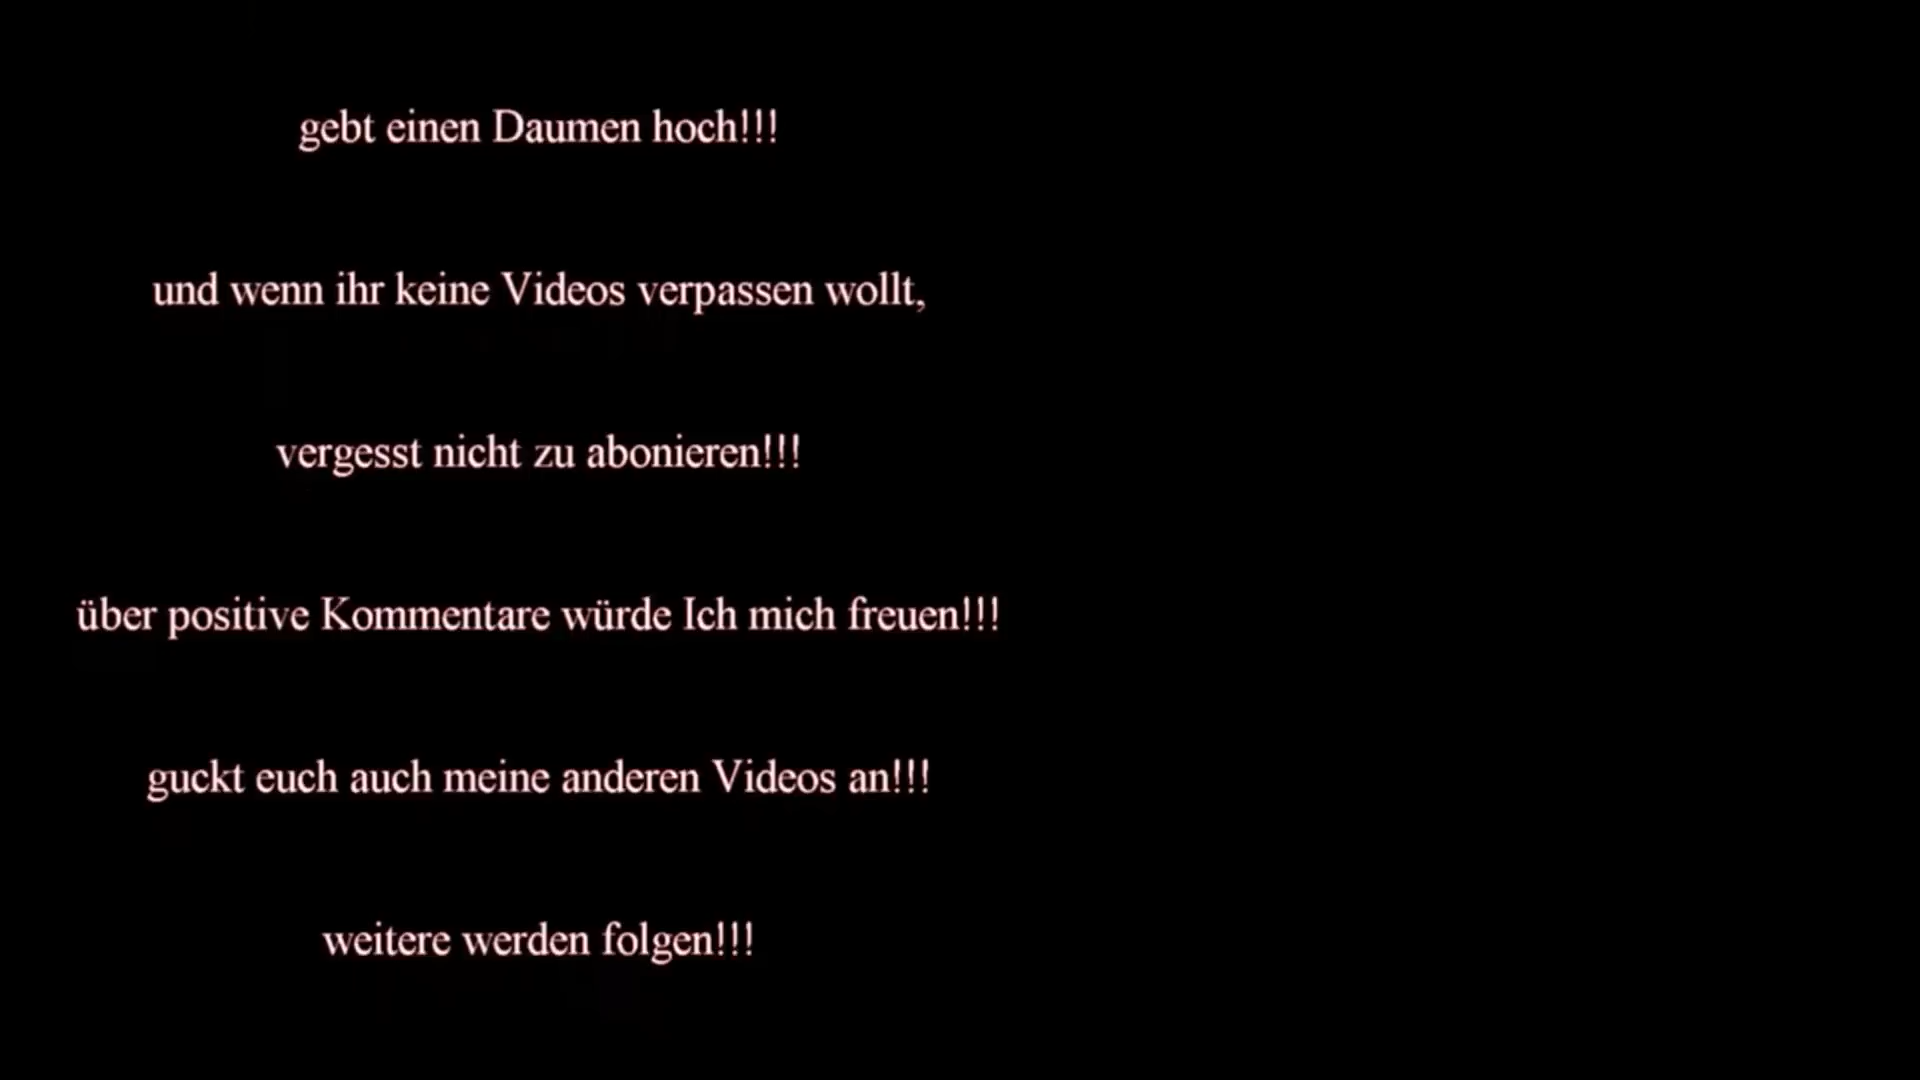 gebt einen Daumen hoch!!!
und wenn ihr keine Videos verpassen wollt,
vergesst nicht zu abonieren!!!
über positive Kommentare würde Ich mich freuen!!!
guckt euch auch meine anderen Videos an!!!
weitere werden folgen!!!